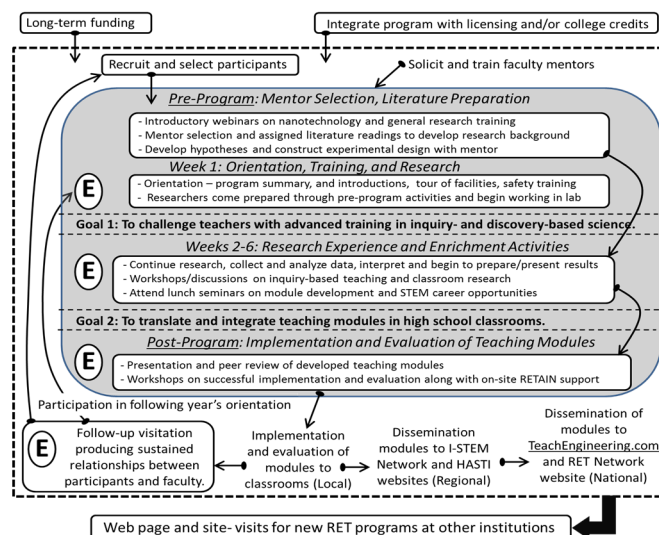 Long-term funding
Integrate program with licensing and/or college credits
Recruit and select participants
Solicit and train faculty mentors
Pre-Program: Mentor Selection, Literature Preparation
- Introductory webinars on nanotechnology and general research training
- Mentor selection and assigned literature readings to develop research background
- Develop hypotheses and construct experimental design with mentor
Week 1: Orientation, Training, and Research
E
- Orientation – program summary, and introductions, tour of facilities, safety training
- Researchers come prepared through pre-program activities and begin working in lab
Goal 1: To challenge teachers with advanced training in inquiry- and discovery-based science.
Weeks 2-6: Research Experience and Enrichment Activities
E
- Continue research, collect and analyze data, interpret and begin to prepare/present results
- Workshops/discussions on inquiry-based teaching and classroom research
- Attend lunch seminars on module development and STEM career opportunities
Goal 2: To translate and integrate teaching modules in high school classrooms.
Post-Program: Implementation and Evaluation of Teaching Modules
E
- Presentation and peer review of developed teaching modules
- Workshops on successful implementation and evaluation along with on-site RETAIN support
Participation in following year's orientation
E
Follow-up visitation
producing sustained
relationships between
participants and faculty.
Implementation
and evaluation of
modules to
classrooms (Local)
Dissemination
modules to I-STEM
Network and HASTI
websites (Regional)
Dissemination of
modules to
TeachEngineering.com
and RET Network
website (National)
Web page and site- visits for new RET programs at other institutions